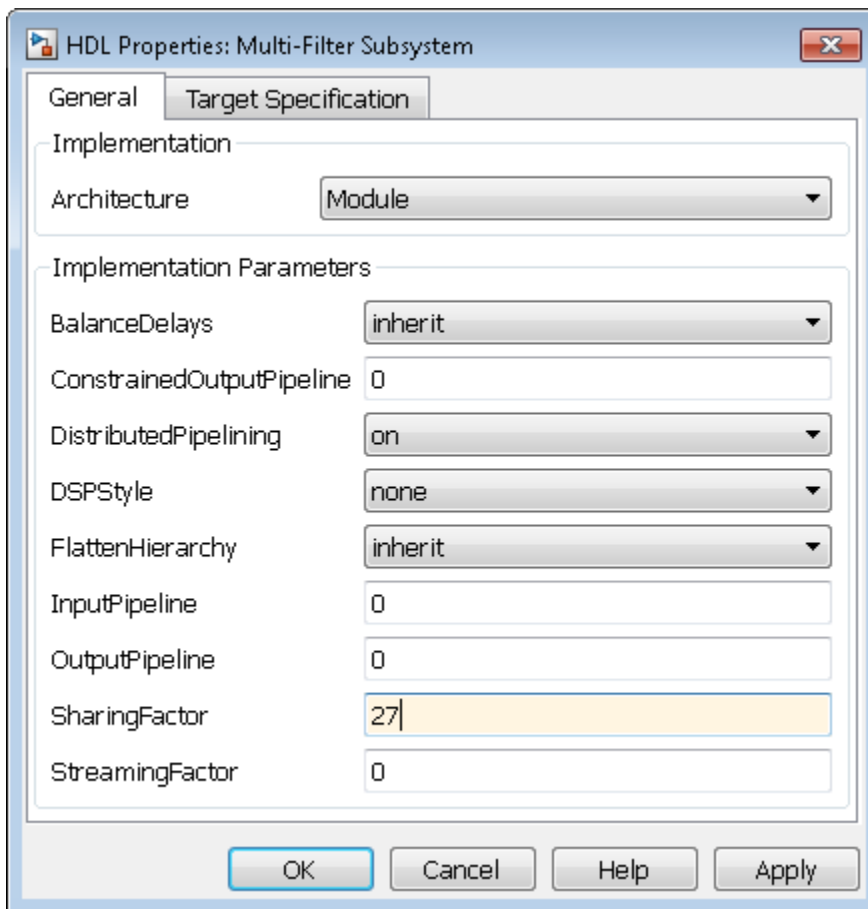 HDL Properties: Multi-Filter Subsystem
General Target Specification
Implementation
Architecture Module
Implementation Parameters
BalanceDelays inherit
ConstrainedOutputPipeline 0
DistributedPipelining on
DSPStyle none
FlattenHierarchy inherit
InputPipeline 0
OutputPipeline 0
SharingFactor 27
StreamingFactor 0
OK Cancel Help Apply